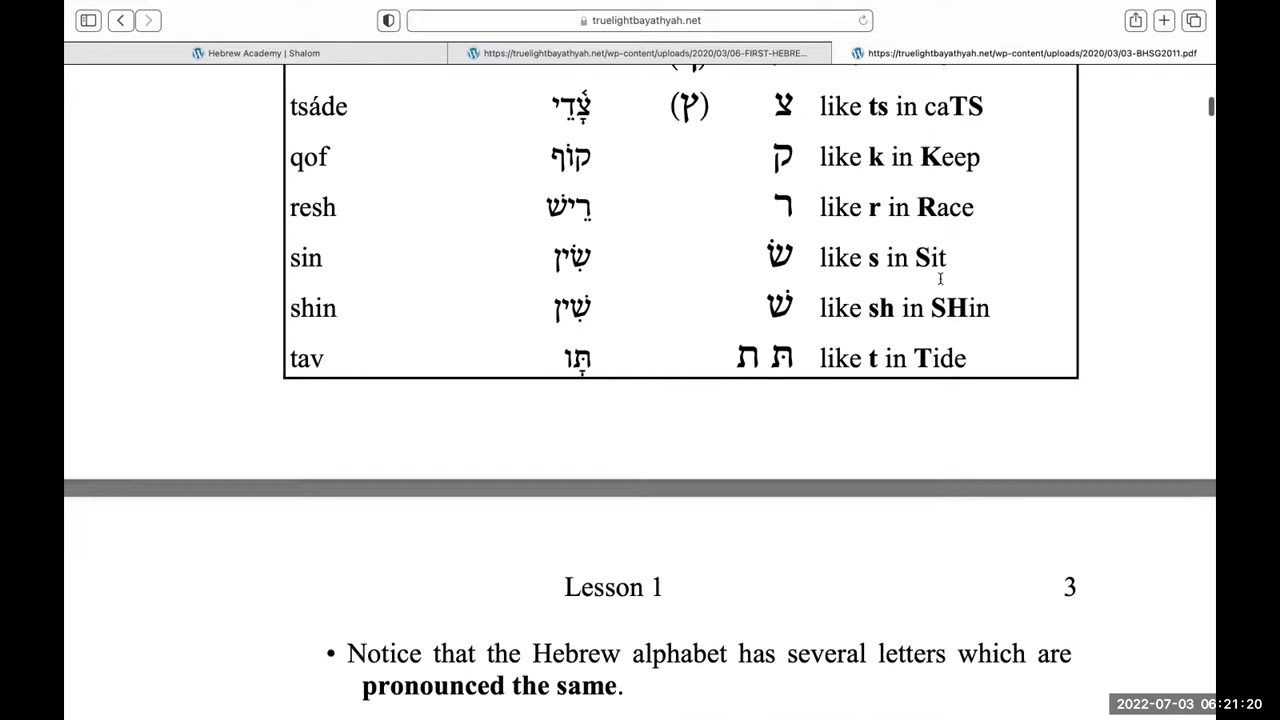 truelightbayathyah.net
Hebrew Academy | Shalom
https://truelightbayathyah.net/wp-content/uploads/2020/03/06-FIRST-HEBRE...
https://truelightbayathyah.net/wp-content/uploads/2020/03/03-BHSG2011.pdf
tsáde צָ֫דֵי (ץ) צ like ts in caTS
qof קוֹף ק like k in Keep
resh רֵישׁ ר like r in Race
sin שִׂין שׂ like s in Sit
shin שִׁין שׁ like sh in SHin
tav תָּו תּ ת like t in Tide
Lesson 1 3
• Notice that the Hebrew alphabet has several letters which are
pronounced the same.
2022-07-03 06:21:20